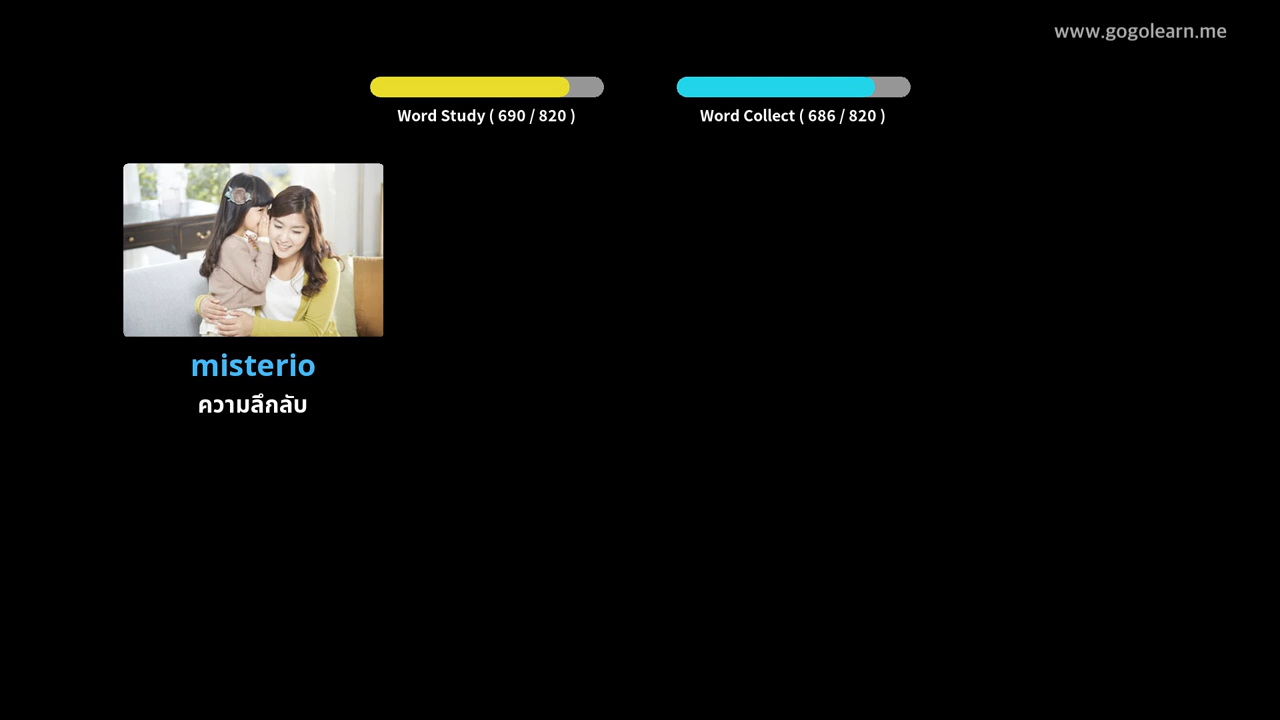 www.gogolearn.me
Word Study ( 690 / 820 )
Word Collect ( 686 / 820 )
misterio
ความลึกลับ